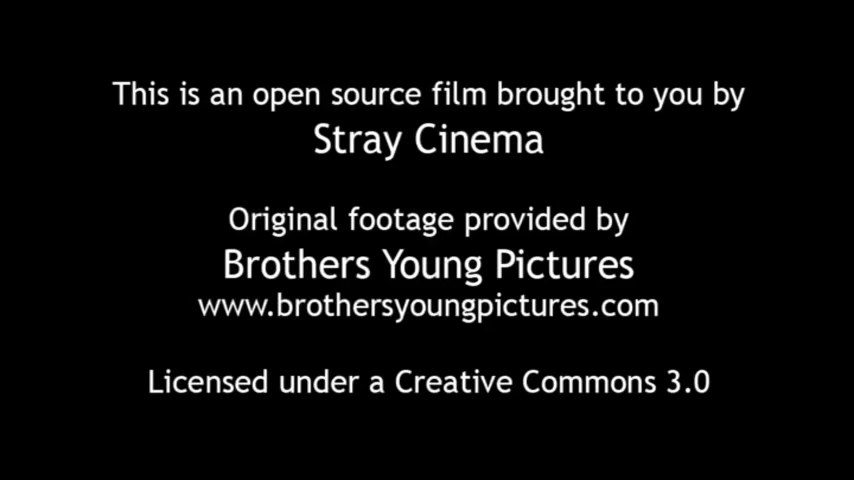 This is an open source film brought to you by
Stray Cinema
Original footage provided by
Brothers Young Pictures
www.brothersyoungpictures.com
Licensed under a Creative Commons 3.0